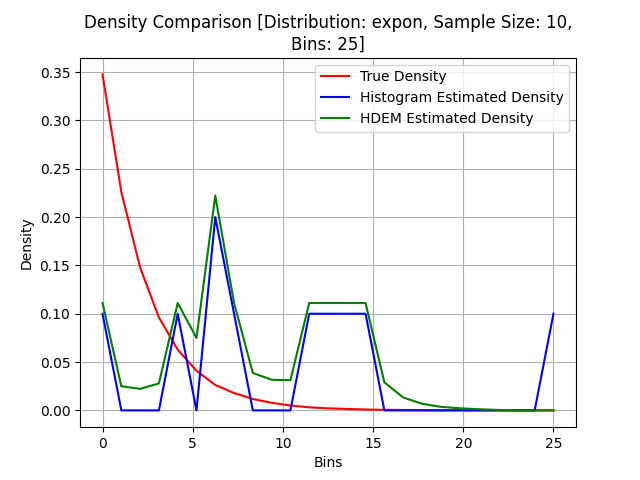 Density Comparison [Distribution: expon, Sample Size: 10,
Bins: 25]
True Density
Histogram Estimated Density
HDEM Estimated Density
Density
0.35
0.30
0.25
0.20
0.15
0.10
0.05
0.00
0 5 10 15 20 25
Bins